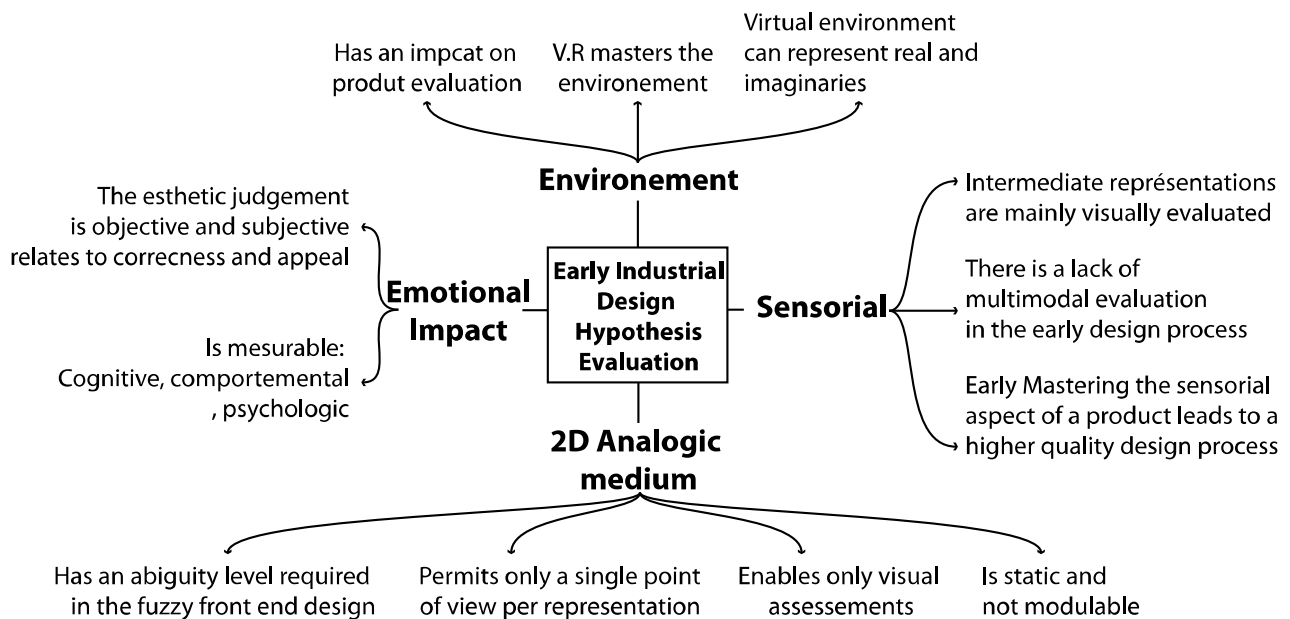 Has an impcat on
produt evaluation
V.R masters the
environement
Virtual environment
can represent real and
imaginaries
Environement
The esthetic judgement
is objective and subjective
relates to correcness and appeal
Emotional
Impact
Is mesurable:
Cognitive, comportemental
, psychologic
Early Industrial
Design
Hypothesis
Evaluation
Sensorial
Intermediate représentations
are mainly visually evaluated
There is a lack of
multimodal evaluation
in the early design process
Early Mastering the sensorial
aspect of a product leads to a
higher quality design process
2D Analogic
medium
Has an abiguity level required
in the fuzzy front end design
Permits only a single point
of view per representation
Enables only visual
assessements
Is static and
not modulable